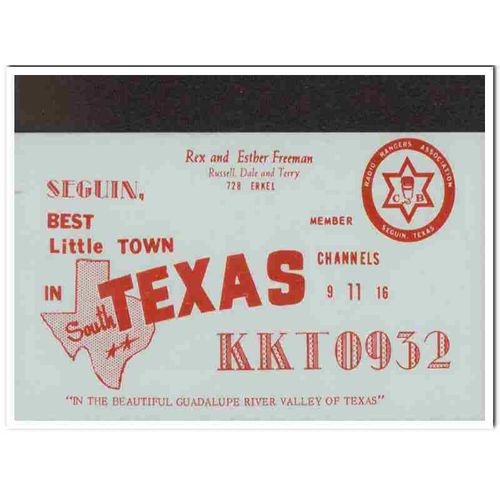 Rex and Esther Freeman
Russell, Dale and Terry
728 ERKEL
RADIO RANGERS ASSOCIATION
C B
SEGUIN, TEXAS
SEGUIN,
BEST
Little TOWN
IN
South TEXAS
MEMBER
CHANNELS
9 11 16
KKT0932
"IN THE BEAUTIFUL GUADALUPE RIVER VALLEY OF TEXAS"